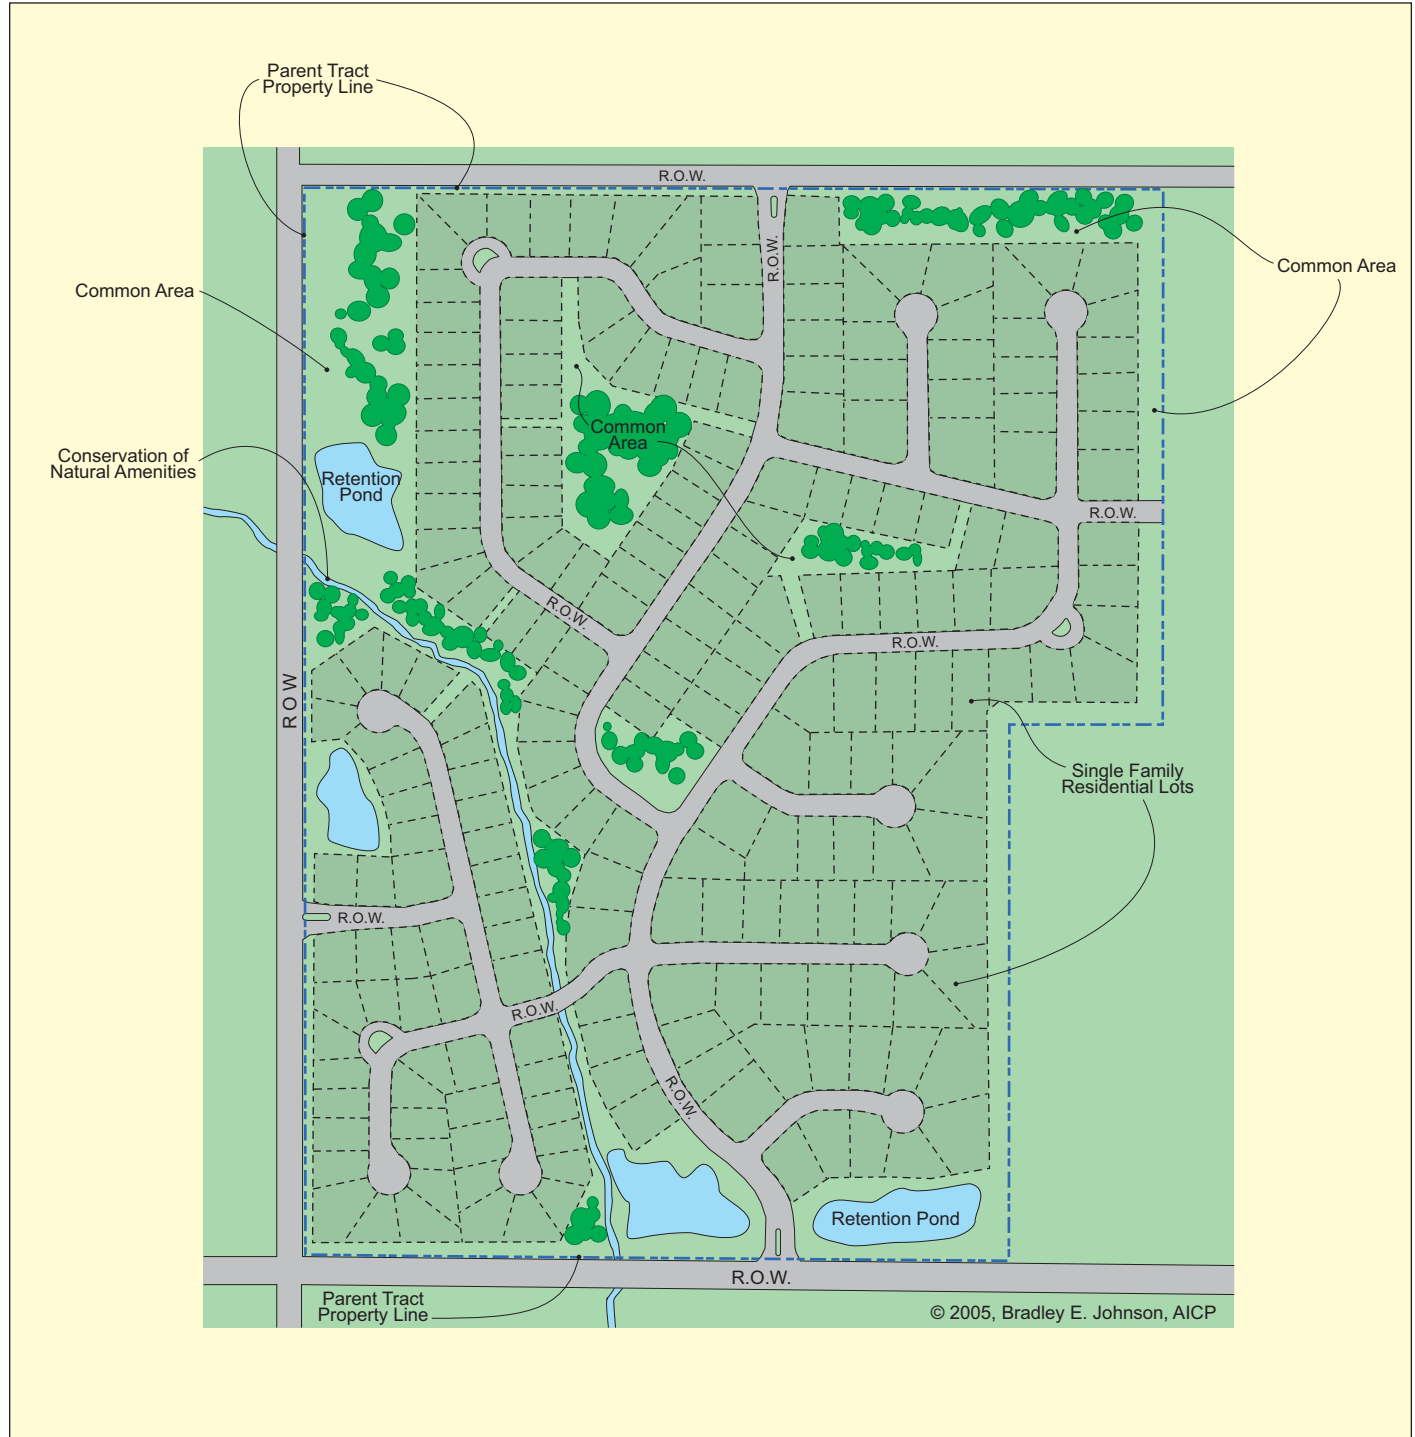 Parent Tract
Property Line
R.O.W.
R.O.W.
Common Area
Common Area
Conservation of
Natural Amenities
Retention
Pond
Common
Area
R.O.W.
R.O.W.
R.O.W.
R O W
Single Family
Residential Lots
R.O.W.
R.O.W.
R.O.W.
Retention Pond
R.O.W.
Parent Tract
Property Line
© 2005, Bradley E. Johnson, AICP